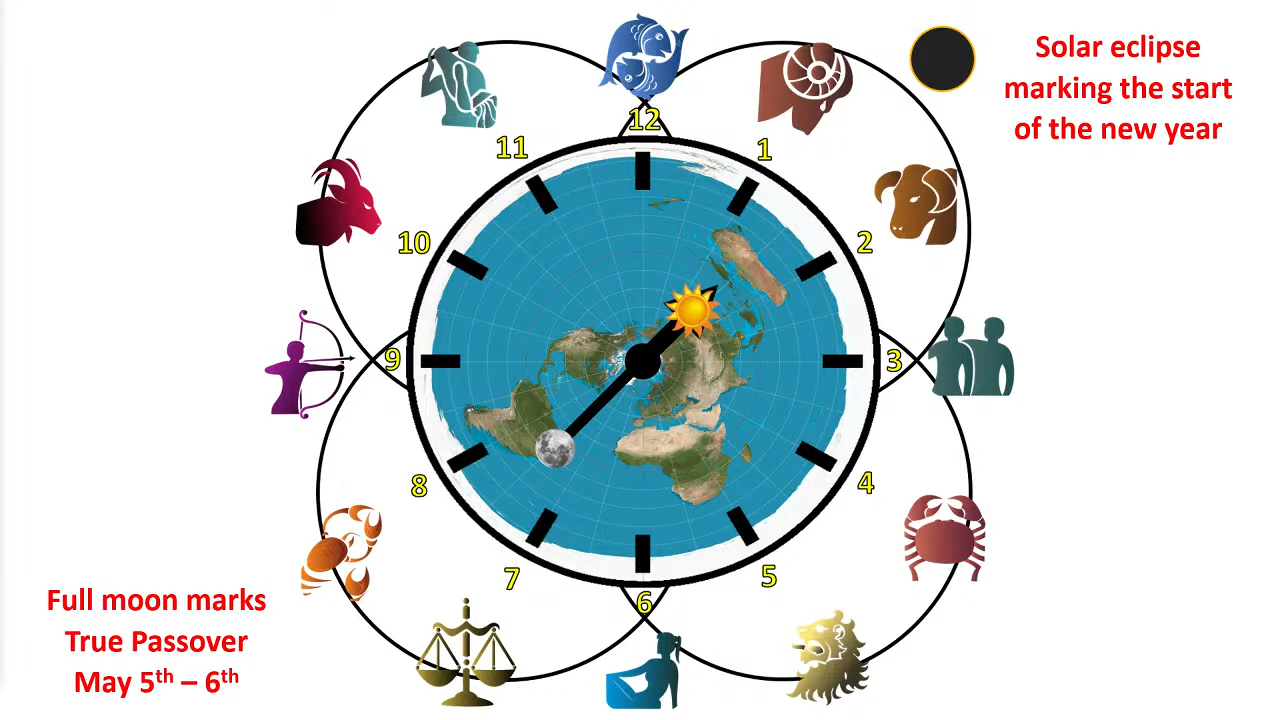 Solar eclipse
marking the start
of the new year
12
11
1
10
2
9
3
8
4
7
5
6
Full moon marks
True Passover
May 5th – 6th